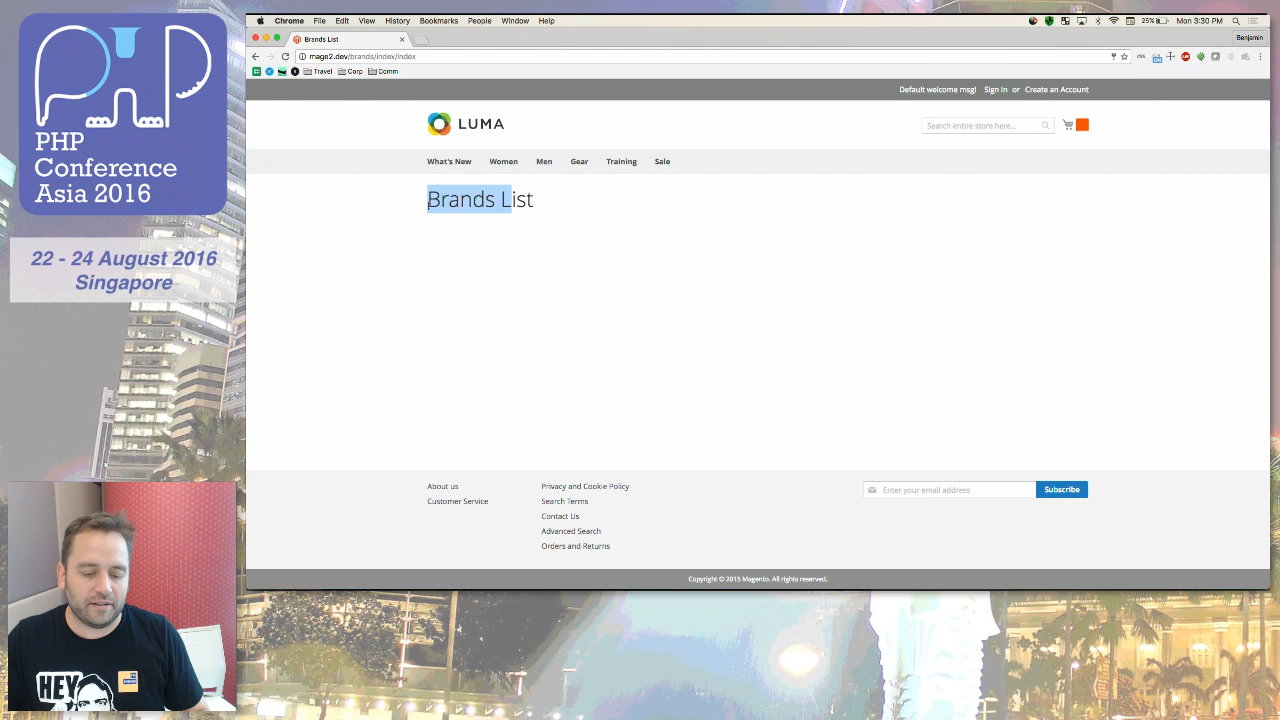 PHP
Conference
Asia 2016
22 - 24 August 2016
Singapore
HEY
Chrome File Edit View History Bookmarks People Window Help
25% Mon 3:30 PM
Brands List
Benjamin
mage2.dev/brands/index/index
Travel Corp Comm
Default welcome msg! Sign In or Create an Account
LUMA
Search entire store here...
What's New Women Men Gear Training Sale
Brands List
About us
Customer Service
Privacy and Cookie Policy
Search Terms
Contact Us
Advanced Search
Orders and Returns
Enter your email address
Subscribe
Copyright © 2015 Magento. All rights reserved.